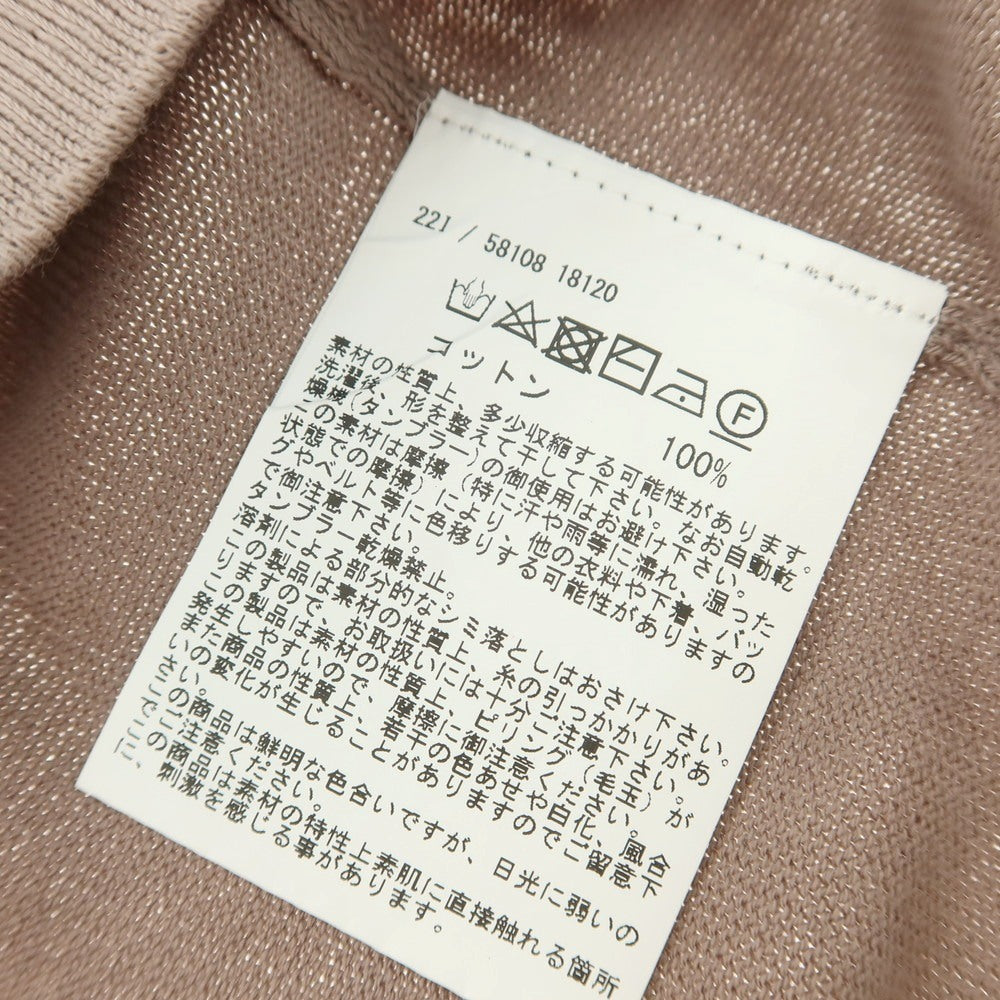 22I / 58108 18120
F
コットン 100%
素材の性質上、多少収縮する可能性があります。
洗濯後、形を整えて干して下さい。なお自動乾
燥機(タンブラー)の御使用はお避け下さい。
この素材は摩擦(特に汗や雨等に濡れ、湿った
状態での摩擦)により、他の衣料や下着、バッ
グやベルト等に色移りする可能性がありますの
で御注意下さい。
タンブラー乾燥禁止。
溶剤による部分的なシミ落としはおさけ下さい。
この製品は素材の性質上、糸の引っかかりがあ
りますので、お取扱いには十分ご注意下さい。
この製品は素材の性質上、ピリング(毛玉)が
発生しやすいので、摩擦に御注意ください。
また商品の性質上、若干の色あせや白化、風合
いの変化が生じることがありますのでご留意下
さい。
この商品は鮮明な色合いですが、日光に弱いの
でご注意ください。
この商品は素材の特性上素肌に直接触れる箇所
に、刺激を感じる事があります。